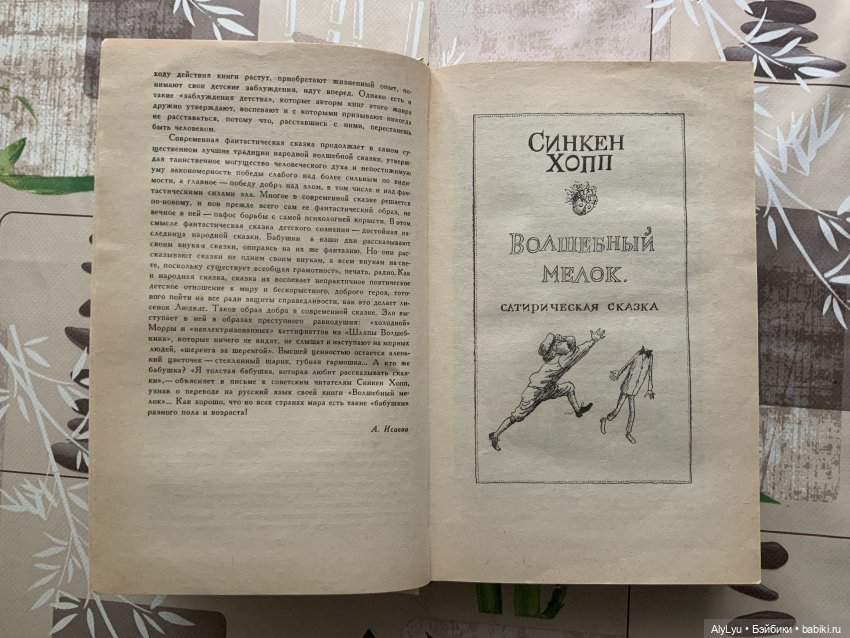 ходу действия книги растут, приобретают жизненный опыт, по-
нимают свои детские заблуждения, идут вперед. Однако есть и
такие «заблуждения детства», которые авторы книг этого жанра
дружно утверждают, воспевают и с которыми призывают никогда
не расставаться, потому что, расставшись с ними, перестанешь
быть человеком.
Современная фантастическая сказка продолжает в самом су-
щественном лучшие традиции народной волшебной сказки, утверж-
дая таинственное могущество человеческого духа и непостижимую
уму закономерность победы слабого над более сильным по види-
мости, а главное — победу добра над злом, в том числе и над фан-
тастическими силами зла. Многое в современной сказке решается
по-новому, и нов прежде всего сам ее фантастический образ, но
вечное в ней — пафос борьбы с самой психологией корысти. В этом
смысле фантастическая сказка детского сознания — достойная на-
следница народной сказки. Бабушки в наши дни рассказывают
своим внукам сказки, опираясь на их же фантазию. Но они рас-
сказывают сказки не одним своим внукам, а всем внукам на све-
те, поскольку существует всеобщая грамотность, печать, радио. Как
и народная сказка, сказка их воспевает непрактичное поэтическое
детское отношение к миру и бескорыстного, доброго героя, гото-
вого пойти на все ради защиты справедливости, как это делает ли-
сенок Людвиг. Таков образ добра в современной сказке. Зло выс-
тупает в ней в образах преступного равнодушия: «холодной»
Морры и «наэлектризованных» хаттифнаттов из «Шляпы Волшеб-
ника», которые ничего не видят, не слышат и наступают на мирных
людей, «шеренга за шеренгой». Высшей ценностью остается алень-
кий цветочек — стеклянный шарик, губная гармошка... А кто же
бабушка? «Я толстая бабушка, которая любит рассказывать сказ-
ки»,— объясняет в письме к советским читателям Синкен Хопп,
узнав о переводе на русский язык своей книги «Волшебный ме-
лок»... Как хорошо, что во всех странах мира есть такие «бабушки»
разного пола и возраста!
А. Исаева
СИНКЕН
ХОПП
ВОЛШЕБНЫЙ
МЕЛОК.
САТИРИЧЕСКАЯ СКАЗКА
AlyLyu • Бэйбики • babiki.ru